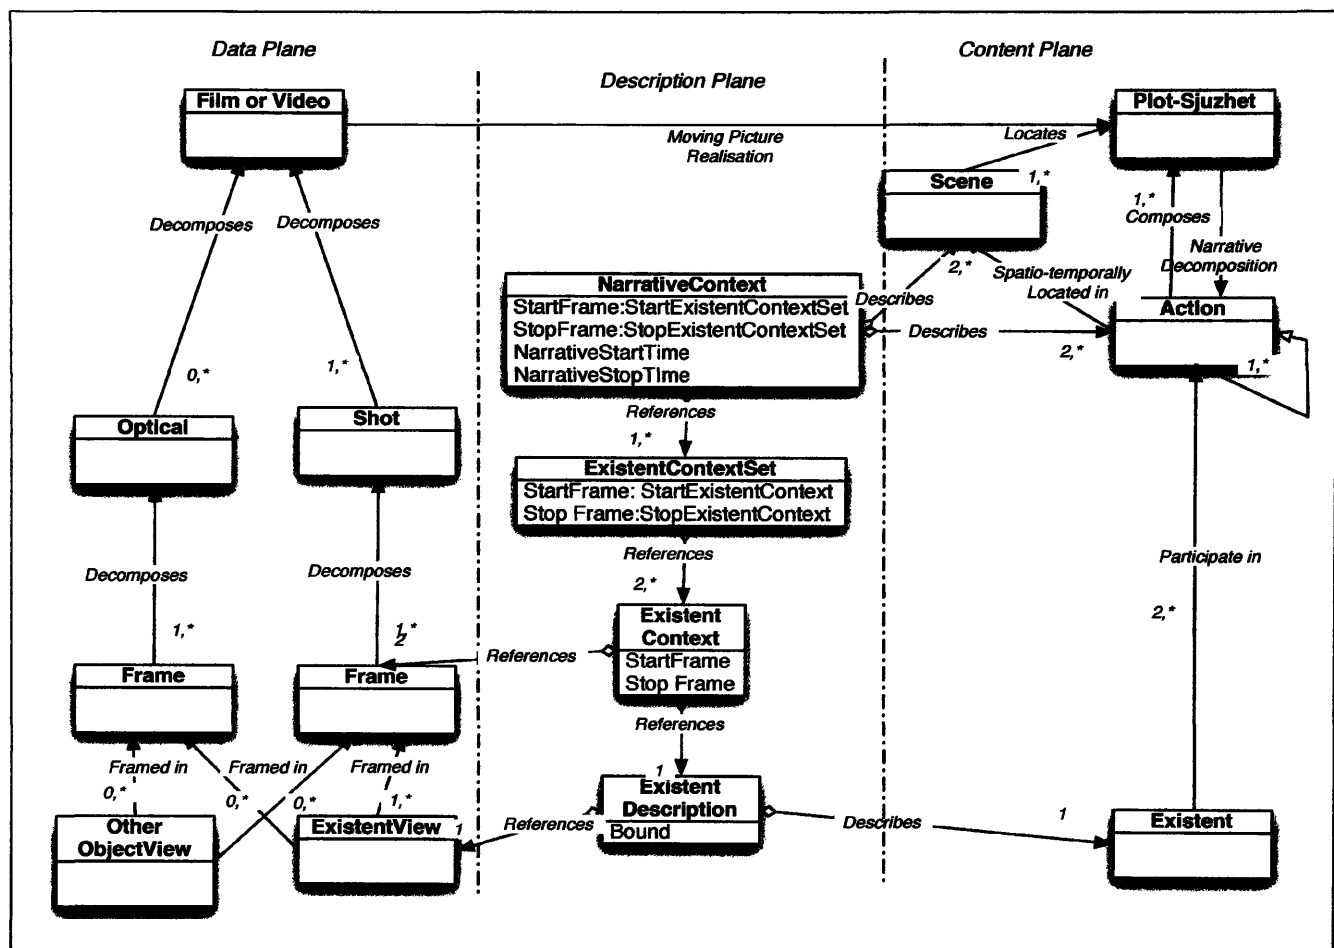 Data Plane
Description Plane
Content Plane
Film or Video
Plot-Sjuzhet
Moving Picture
Realisation
Locates
Scene
1,*
Decomposes
Decomposes
1,*
Composes
Narrative
Decomposition
2,*
Spatio-temporally
Located in
NarrativeContext
StartFrame:StartExistentContextSet
StopFrame:StopExistentContextSet
NarrativeStartTime
NarrativeStopTIme
Describes
Describes
Action
2,*
1,*
0,*
1,*
References
1,*
Optical
Shot
ExistentContextSet
StartFrame: StartExistentContext
Stop Frame:StopExistentContext
References
Decomposes
Decomposes
Participate in
2,*
2,*
1,*
1,*
2
Existent
Context
StartFrame
Stop Frame
References
Frame
Frame
References
Framed in
Framed in
Framed in
0,*
0,*
0,*
1,*
1
Existent
Description
Bound
Other
ObjectView
ExistentView
1
References
Describes
1
Existent